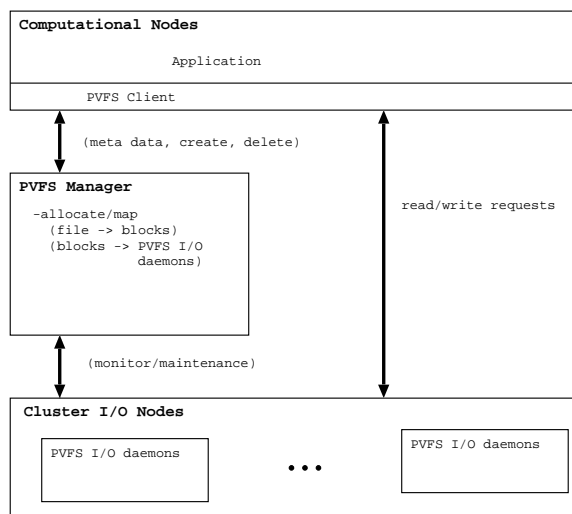 Computational Nodes
Application
PVFS Client
(meta data, create, delete)
PVFS Manager
-allocate/map
(file -> blocks)
(blocks -> PVFS I/O
daemons)
read/write requests
(monitor/maintenance)
Cluster I/O Nodes
PVFS I/O daemons
...
PVFS I/O daemons